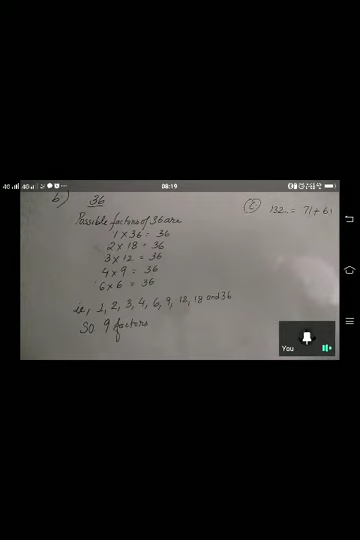 4G 4G 08:19
b) 36
Possible factors of 36 are
1 × 36 = 36
2 × 18 = 36
3 × 12 = 36
4 × 9 = 36
6 × 6 = 36
ie, 1, 2, 3, 4, 6, 9, 12, 18 and 36
SO 9 factors
132 = 71 + 61
You